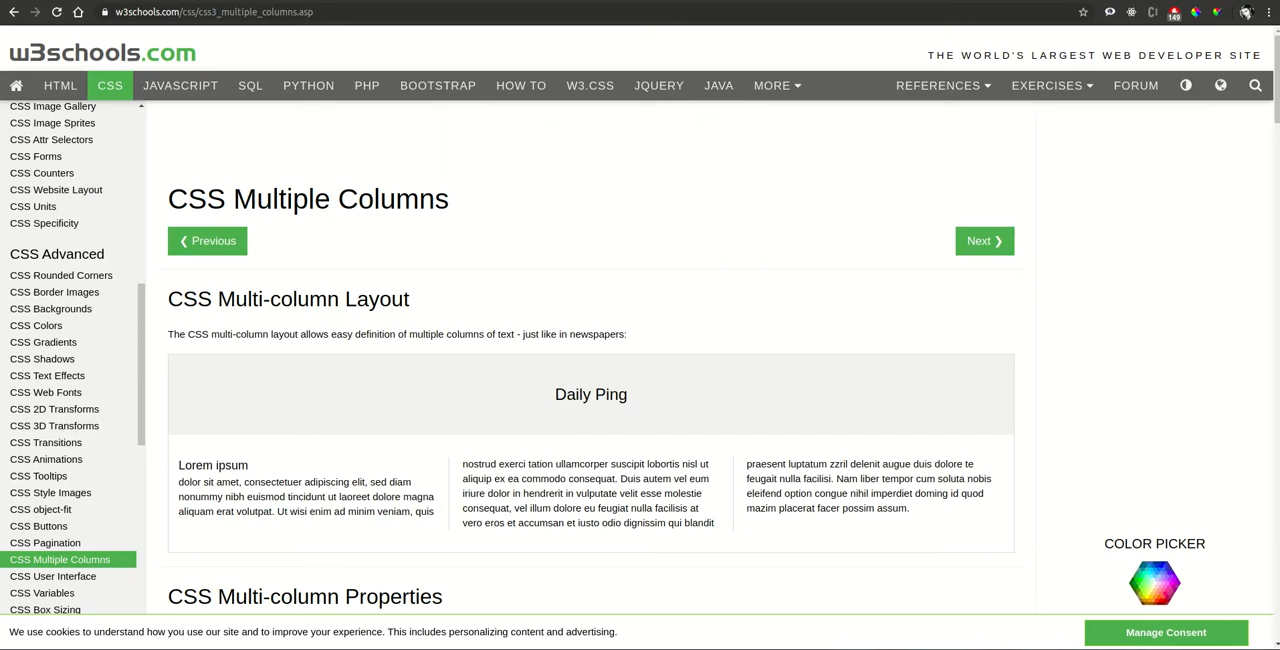 w3schools.com/css/css3_multiple_columns.asp
149
w3schools.com
THE WORLD'S LARGEST WEB DEVELOPER SITE
HTML CSS JAVASCRIPT SQL PYTHON PHP BOOTSTRAP HOW TO W3.CSS JQUERY JAVA MORE REFERENCES EXERCISES FORUM
CSS Image Gallery
CSS Image Sprites
CSS Attr Selectors
CSS Forms
CSS Counters
CSS Website Layout
CSS Units
CSS Specificity
CSS Advanced
CSS Rounded Corners
CSS Border Images
CSS Backgrounds
CSS Colors
CSS Gradients
CSS Shadows
CSS Text Effects
CSS Web Fonts
CSS 2D Transforms
CSS 3D Transforms
CSS Transitions
CSS Animations
CSS Tooltips
CSS Style Images
CSS object-fit
CSS Buttons
CSS Pagination
CSS Multiple Columns
CSS User Interface
CSS Variables
CSS Box Sizing
CSS Multiple Columns
❮ Previous
Next ❯
CSS Multi-column Layout
The CSS multi-column layout allows easy definition of multiple columns of text - just like in newspapers:
Daily Ping
Lorem ipsum
dolor sit amet, consectetuer adipiscing elit, sed diam
nonummy nibh euismod tincidunt ut laoreet dolore magna
aliquam erat volutpat. Ut wisi enim ad minim veniam, quis
nostrud exerci tation ullamcorper suscipit lobortis nisl ut
aliquip ex ea commodo consequat. Duis autem vel eum
iriure dolor in hendrerit in vulputate velit esse molestie
consequat, vel illum dolore eu feugiat nulla facilisis at
vero eros et accumsan et iusto odio dignissim qui blandit
praesent luptatum zzril delenit augue duis dolore te
feugait nulla facilisi. Nam liber tempor cum soluta nobis
eleifend option congue nihil imperdiet doming id quod
mazim placerat facer possim assum.
CSS Multi-column Properties
COLOR PICKER
We use cookies to understand how you use our site and to improve your experience. This includes personalizing content and advertising.
Manage Consent